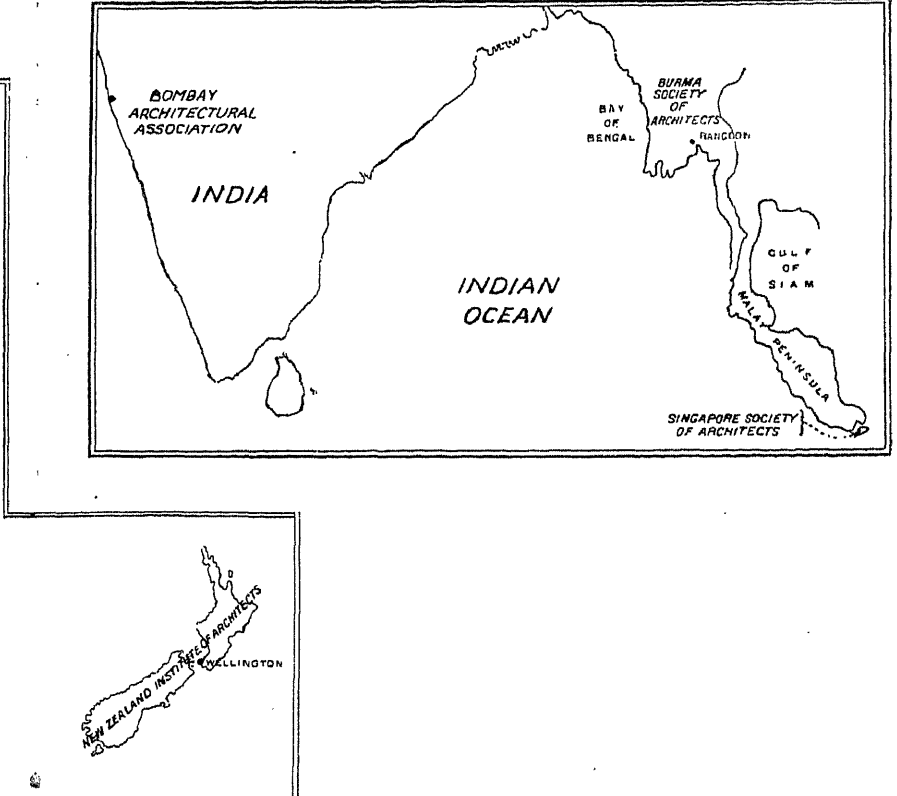 BOMBAY
ARCHITECTURAL
ASSOCIATION
INDIA
BAY
OF
BENGAL
BURMA
SOCIETY
OF
ARCHITECTS
RANGOON
INDIAN
OCEAN
GULF
OF
SIAM
MALAY PENINSULA
SINGAPORE SOCIETY
OF ARCHITECTS
NEW ZEALAND INSTITUTE OF ARCHITECTS
WELLINGTON